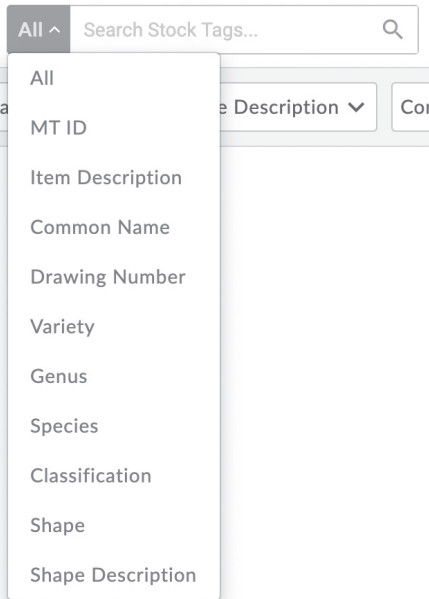 All Search Stock Tags...
All
e Description
MT ID
Item Description
Common Name
Drawing Number
Variety
Genus
Species
Classification
Shape
Shape Description